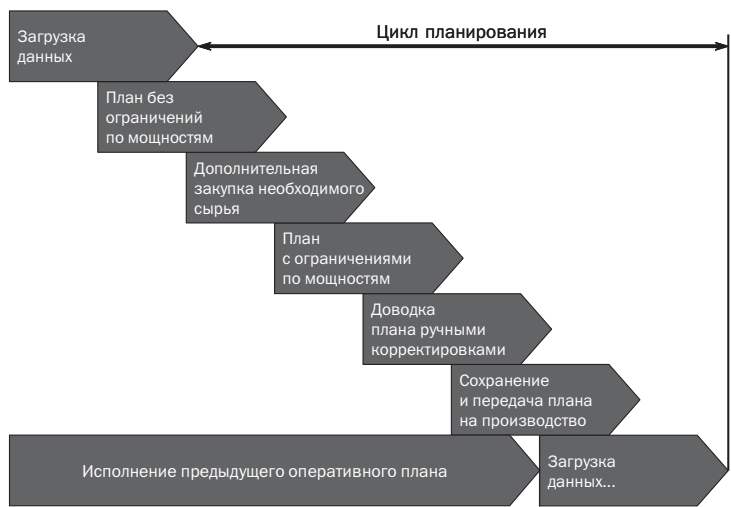 Загрузка
данных
Цикл планирования
План без
ограничений
по мощностям
Дополнительная
закупка необходимого
сырья
План
с ограничениями
по мощностям
Доводка
плана ручными
корректировками
Сохранение
и передача плана
на производство
Исполнение предыдущего оперативного плана
Загрузка
данных...